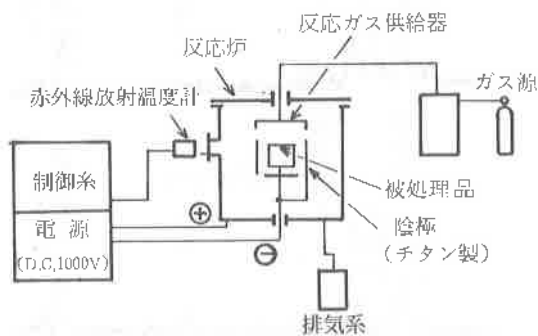 反応ガス供給器
反応炉
ガス源
赤外線放射温度計
制御系
被処理品
電源
(D.C,1000V)
陰極
(チタン製)
排気系
⊕
⊖